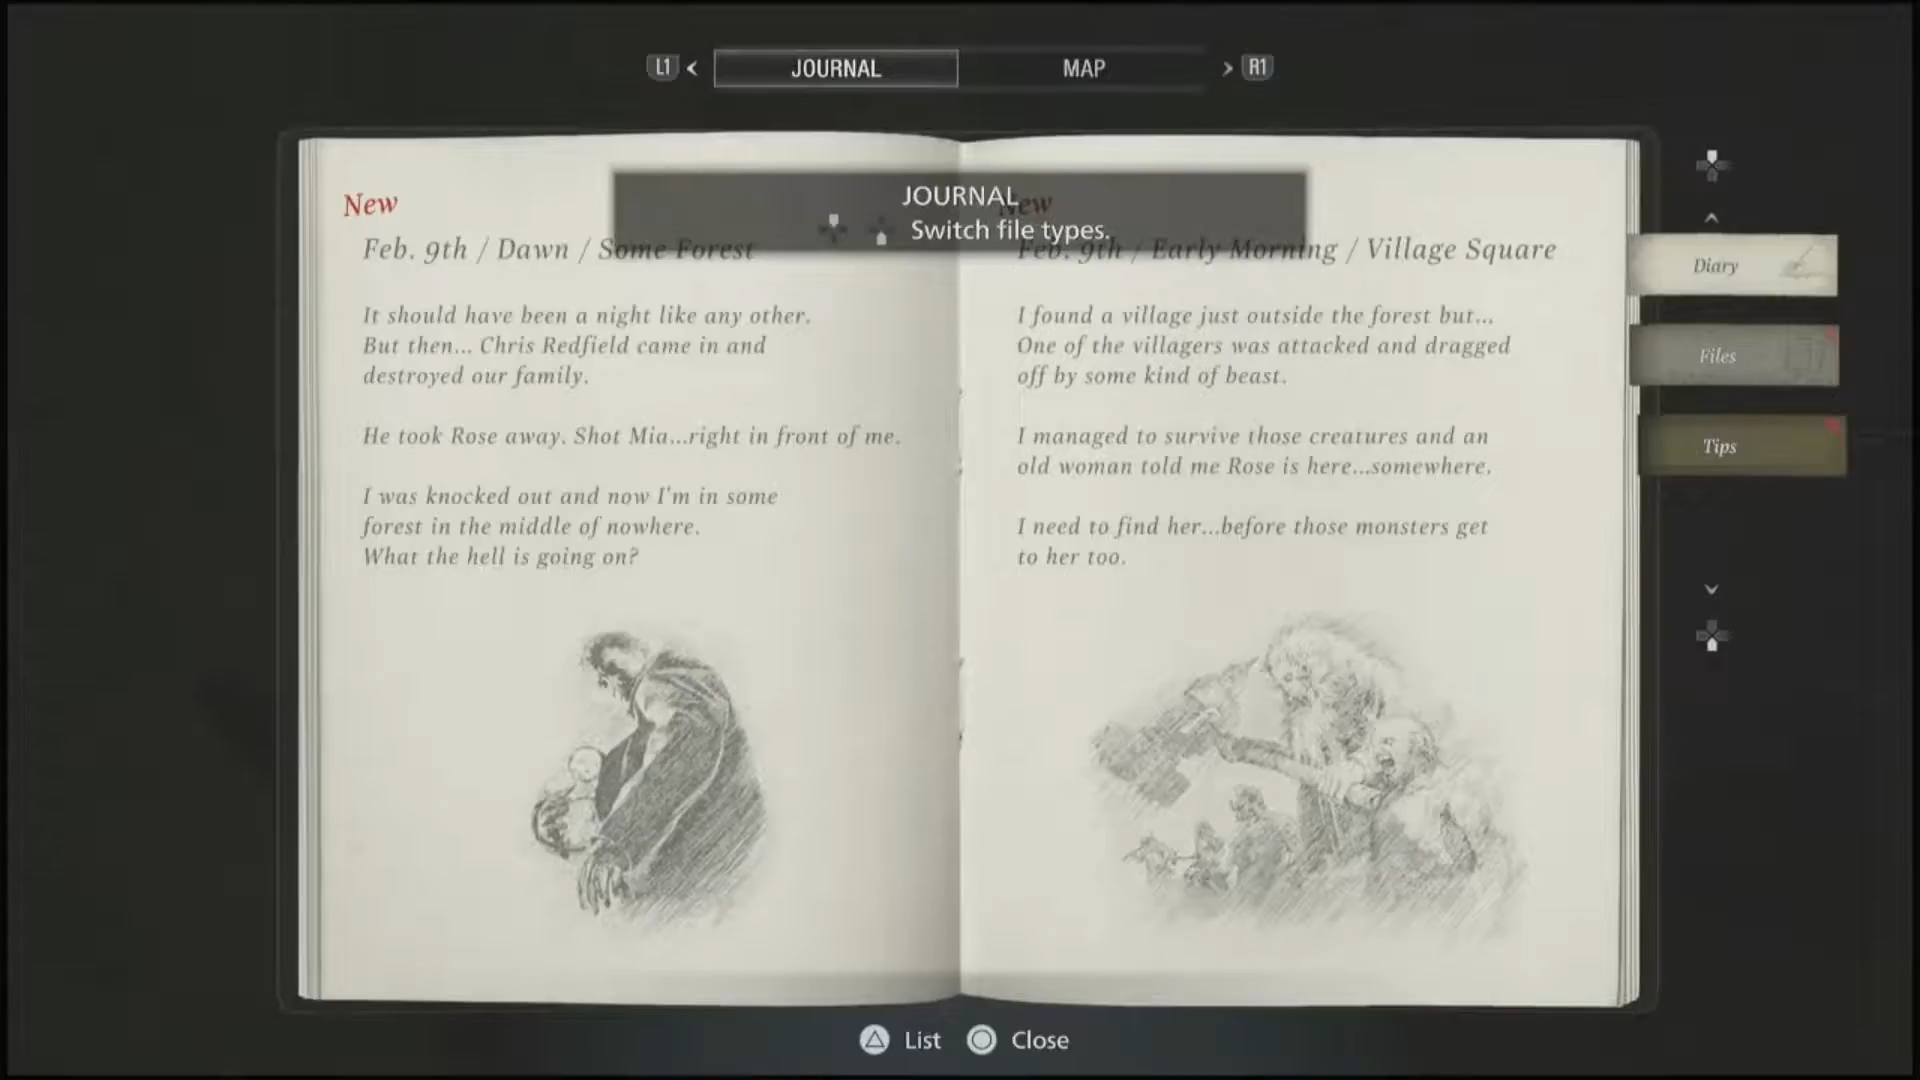 L1 JOURNAL MAP R1
JOURNAL
Switch file types.
New
Feb. 9th / Dawn / Some Forest
It should have been a night like any other.
But then... Chris Redfield came in and
destroyed our family.
He took Rose away. Shot Mia...right in front of me.
I was knocked out and now I'm in some
forest in the middle of nowhere.
What the hell is going on?
New
Feb. 9th / Early Morning / Village Square
I found a village just outside the forest but...
One of the villagers was attacked and dragged
off by some kind of beast.
I managed to survive those creatures and an
old woman told me Rose is here...somewhere.
I need to find her...before those monsters get
to her too.
Diary
Files
Tips
List Close